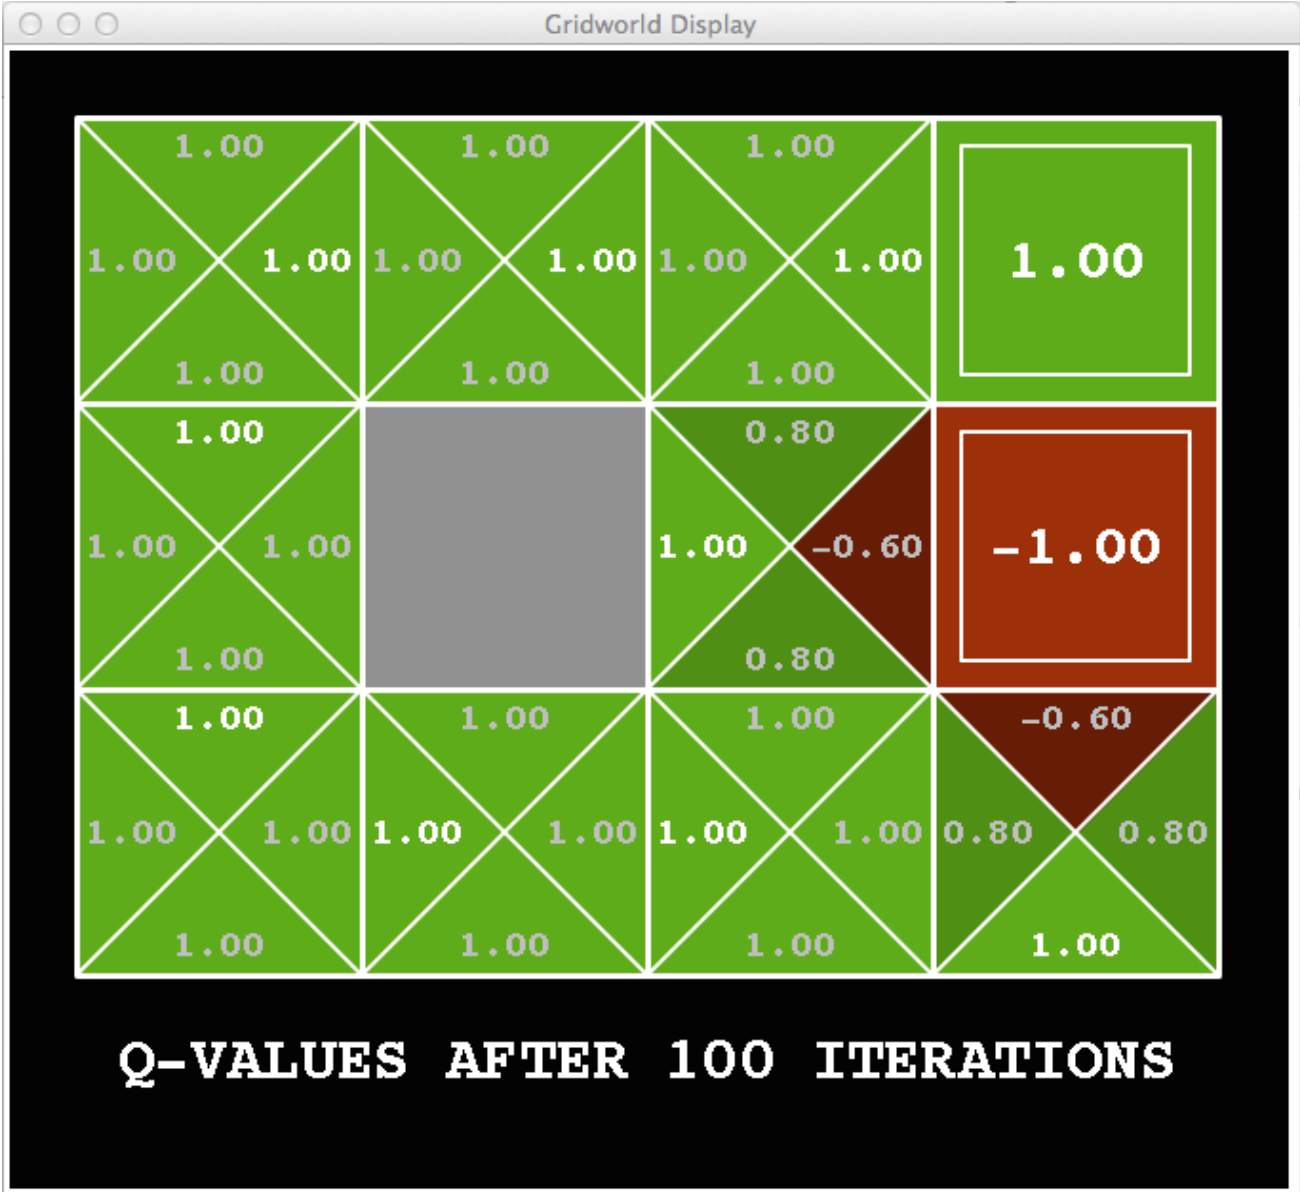 Gridworld Display
1.00 1.00 1.00
1.00 1.00 1.00 1.00 1.00 1.00 1.00
1.00 1.00 1.00
1.00 0.80
1.00 1.00 1.00 -0.60 -1.00
1.00 0.80
1.00 1.00 1.00 -0.60
1.00 1.00 1.00 1.00 1.00 1.00 0.80 0.80
1.00 1.00 1.00 1.00
Q-VALUES AFTER 100 ITERATIONS